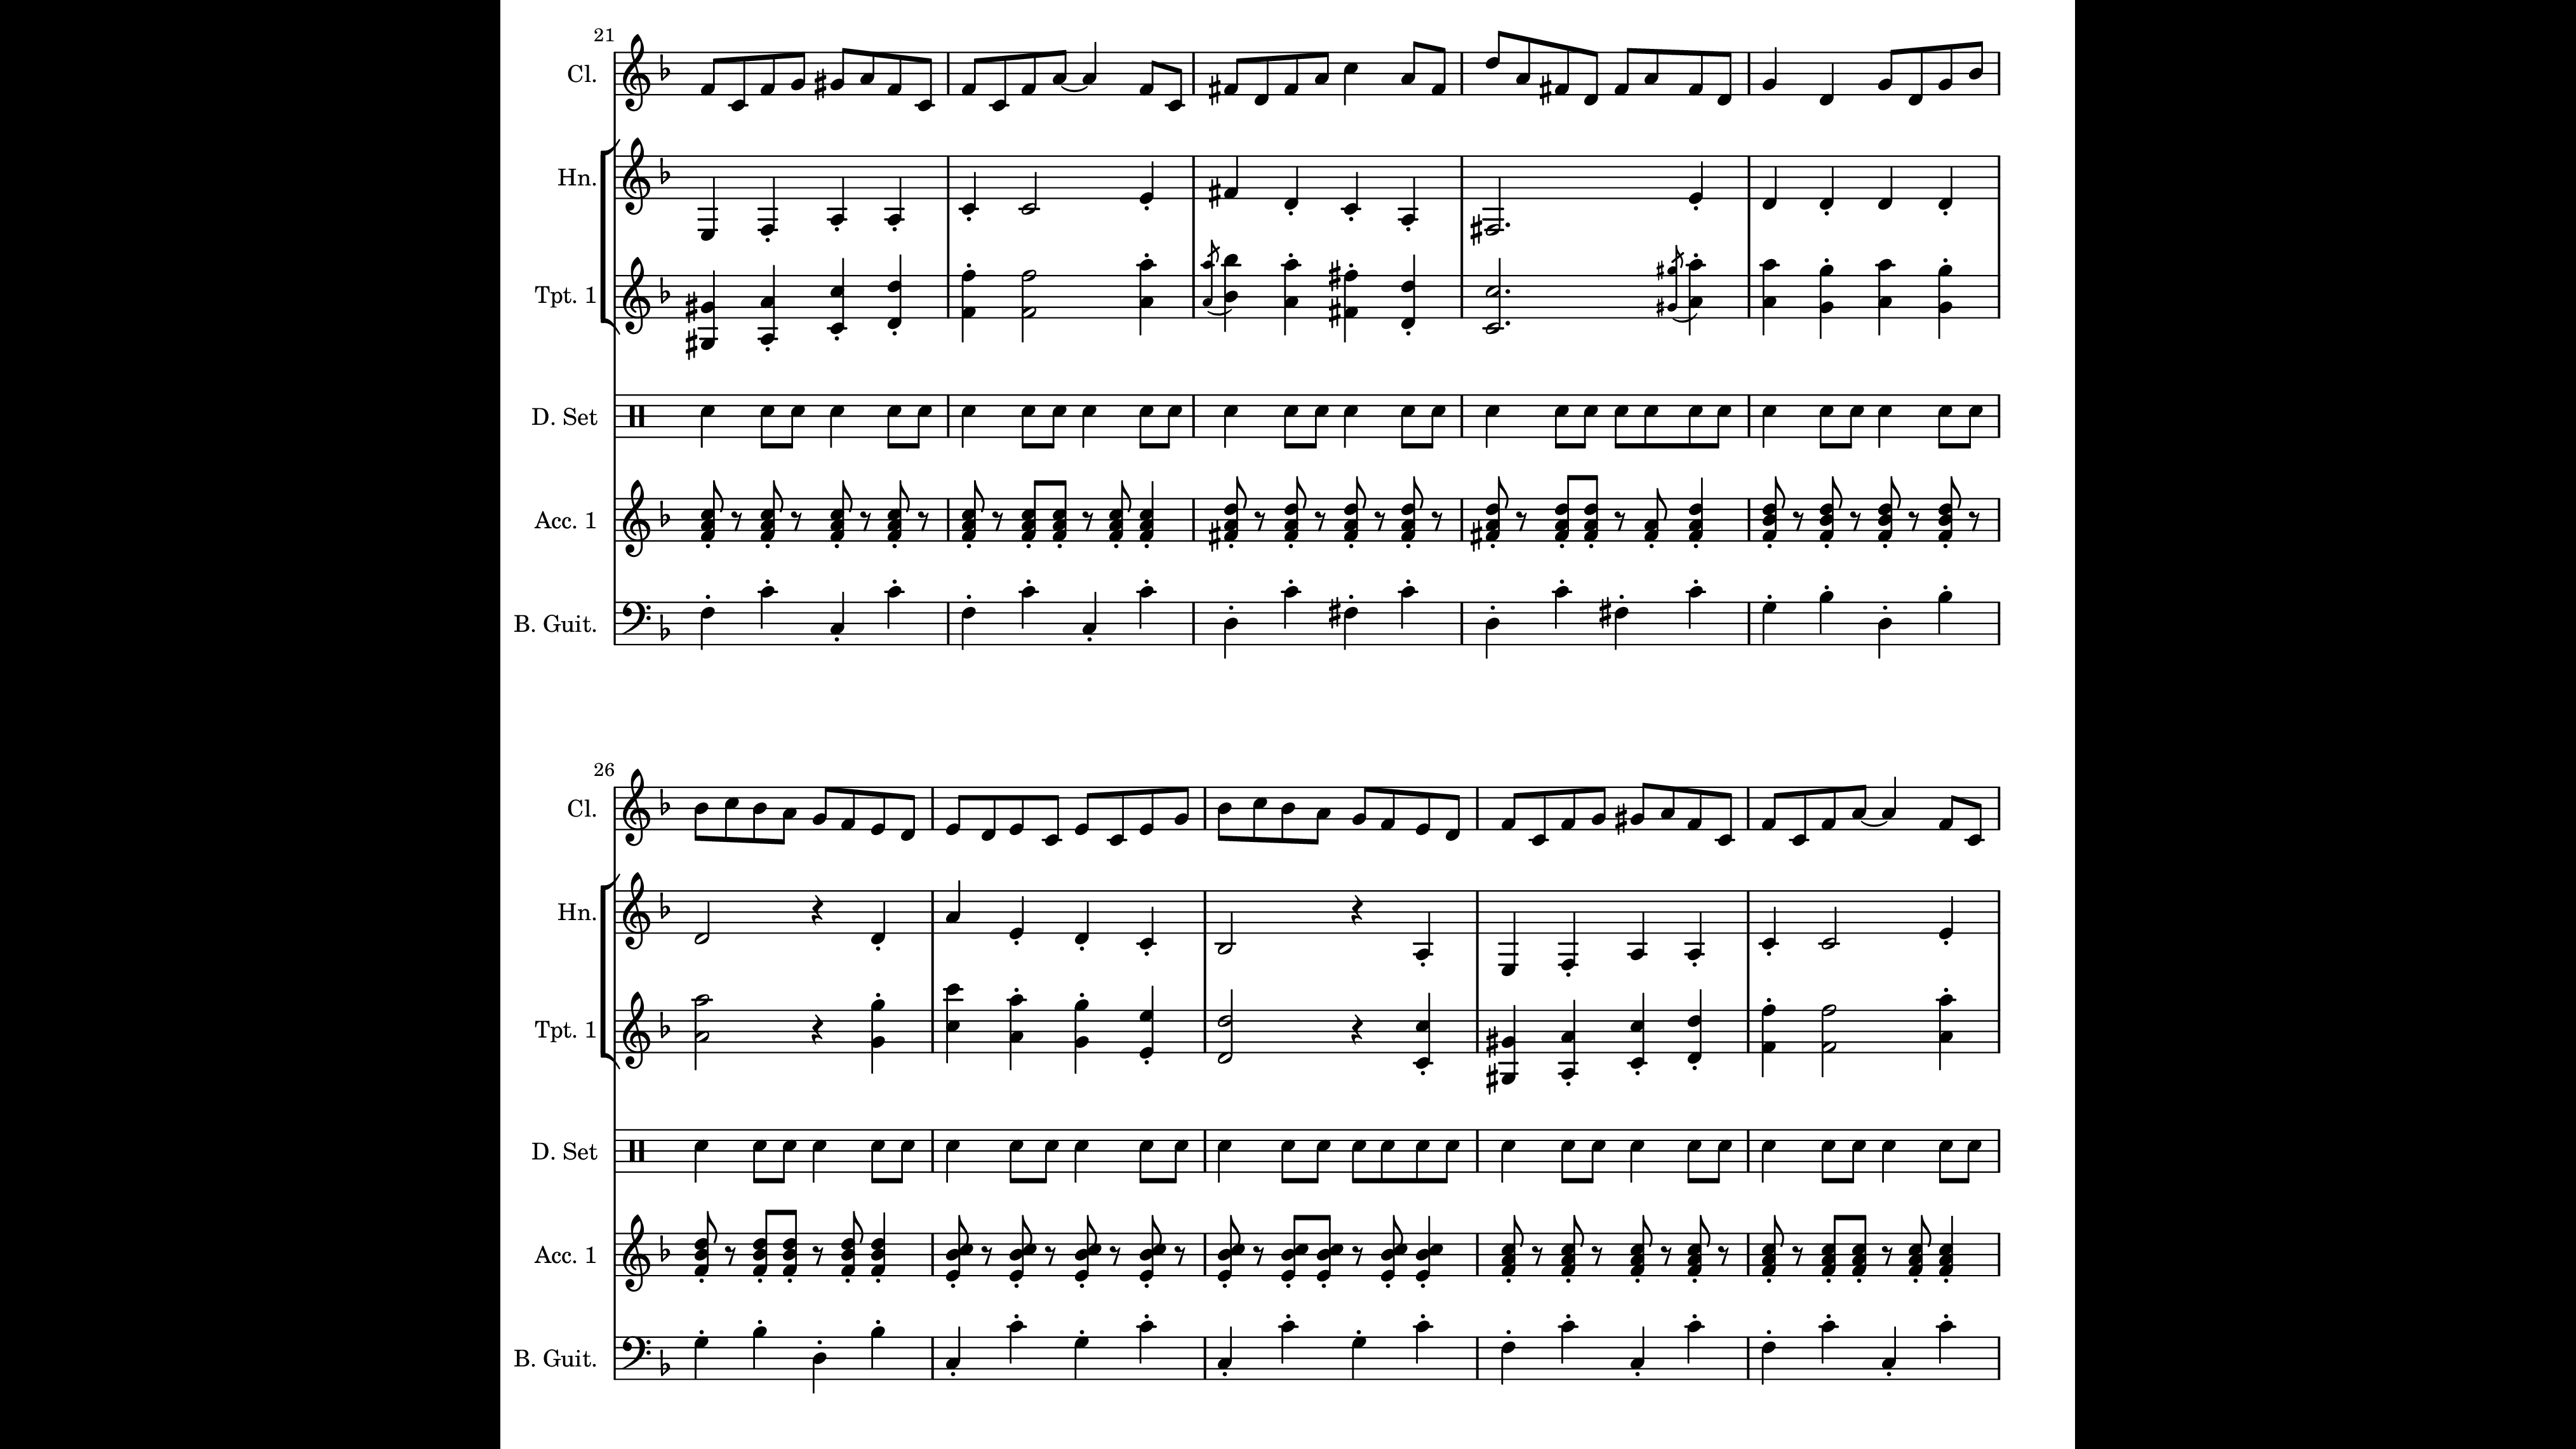 21
Cl.
Hn.
Tpt. 1
D. Set
Acc. 1
B. Guit.
26
Cl.
Hn.
Tpt. 1
D. Set
Acc. 1
B. Guit.